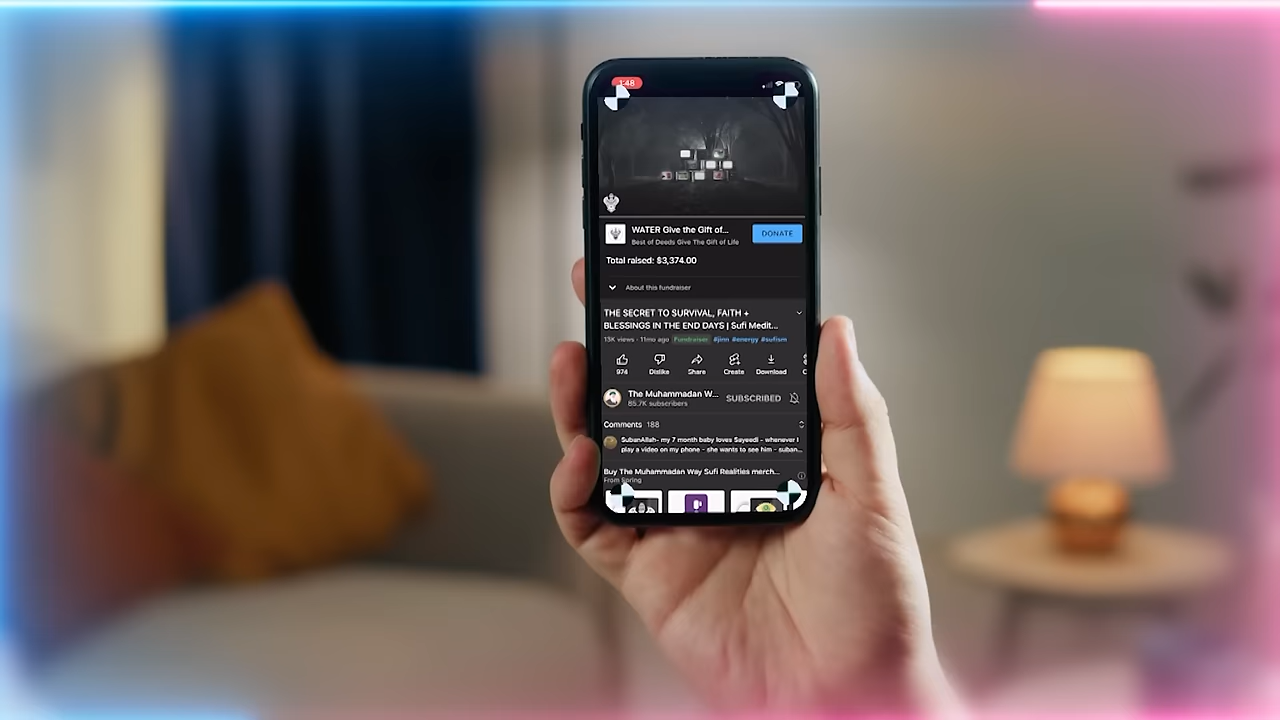 1:48
WATER Give the Gift of...
DONATE
Best of Deeds Give The Gift of Life
Total raised: $3,374.00
About this fundraiser
THE SECRET TO SURVIVAL, FAITH +
BLESSINGS IN THE END DAYS | Sufi Medit...
13K views · 11mo ago Fundraiser #jinn #energy #sufism
974 Dislike Share Create Download
The Muhammadan W... SUBSCRIBED
85.7K subscribers
Comments 188
SubanAllah- my 7 month baby loves Sayeedi - whenever I
play a video on my phone - she wants to see him - suban...
Buy The Muhammadan Way Sufi Realities merch...
From Spring